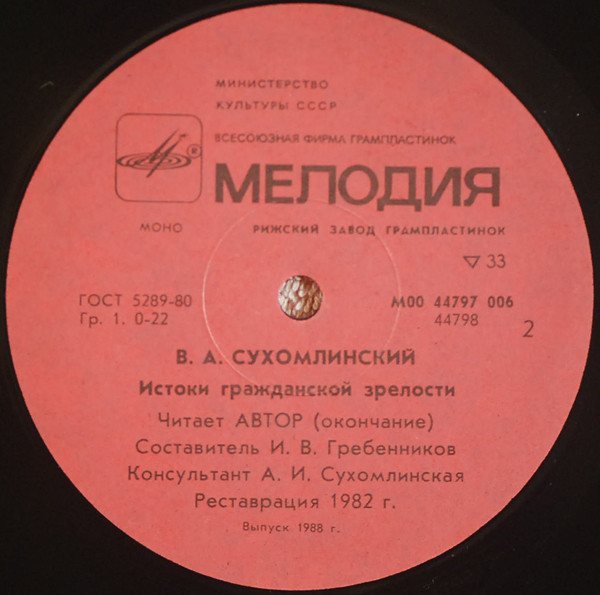 МИНИСТЕРСТВО
КУЛЬТУРЫ СССР
ВСЕСОЮЗНАЯ ФИРМА ГРАМПЛАСТИНОК
®
МЕЛОДИЯ
МОНО
РИЖСКИЙ ЗАВОД ГРАМПЛАСТИНОК
▽ 33
ГОСТ 5289-80
Гр. 1. 0-22
М00 44797 006
44798
2
В. А. СУХОМЛИНСКИЙ
Истоки гражданской зрелости
Читает АВТОР (окончание)
Составитель И. В. Гребенников
Консультант А. И. Сухомлинская
Реставрация 1982 г.
Выпуск 1988 г.